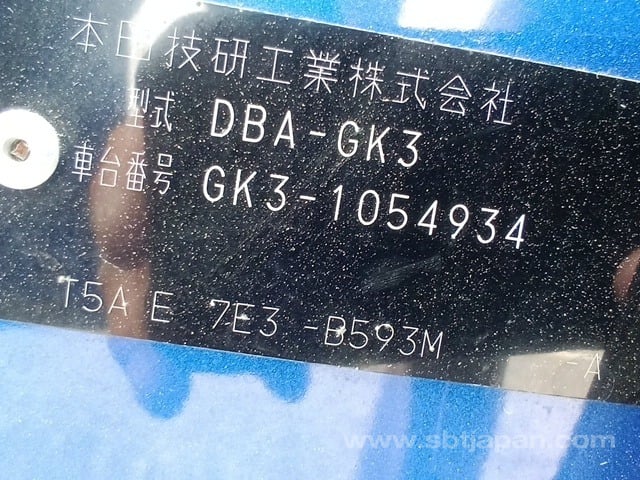 本田技研工業株式会社
型式 DBA-GK3
車台番号 GK3-1054934
T5A E 7E3 -B593M -A
www.sbtjapan.com